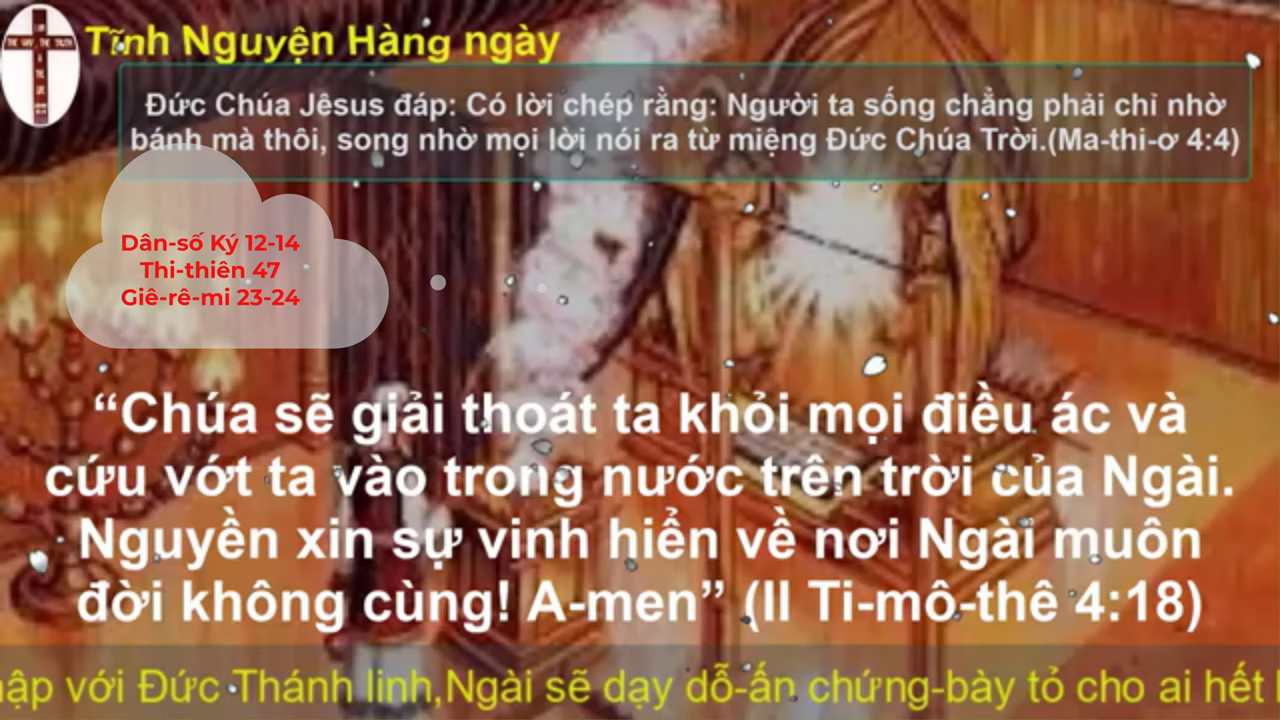 Tĩnh Nguyện Hàng ngày
THE WAY, THE TRUTH
Đức Chúa Jêsus đáp: Có lời chép rằng: Người ta sống chẳng phải chỉ nhờ
bánh mà thôi, song nhờ mọi lời nói ra từ miệng Đức Chúa Trời.(Ma-thi-ơ 4:4)
Dân-số Ký 12-14
Thi-thiên 47
Giê-rê-mi 23-24
“Chúa sẽ giải thoát ta khỏi mọi điều ác và
cứu vớt ta vào trong nước trên trời của Ngài.
Nguyền xin sự vinh hiển về nơi Ngài muôn
đời không cùng! A-men” (II Ti-mô-thê 4:18)
với Đức Thánh linh,Ngài sẽ dạy dỗ-ấn chứng-bày tỏ cho ai hết